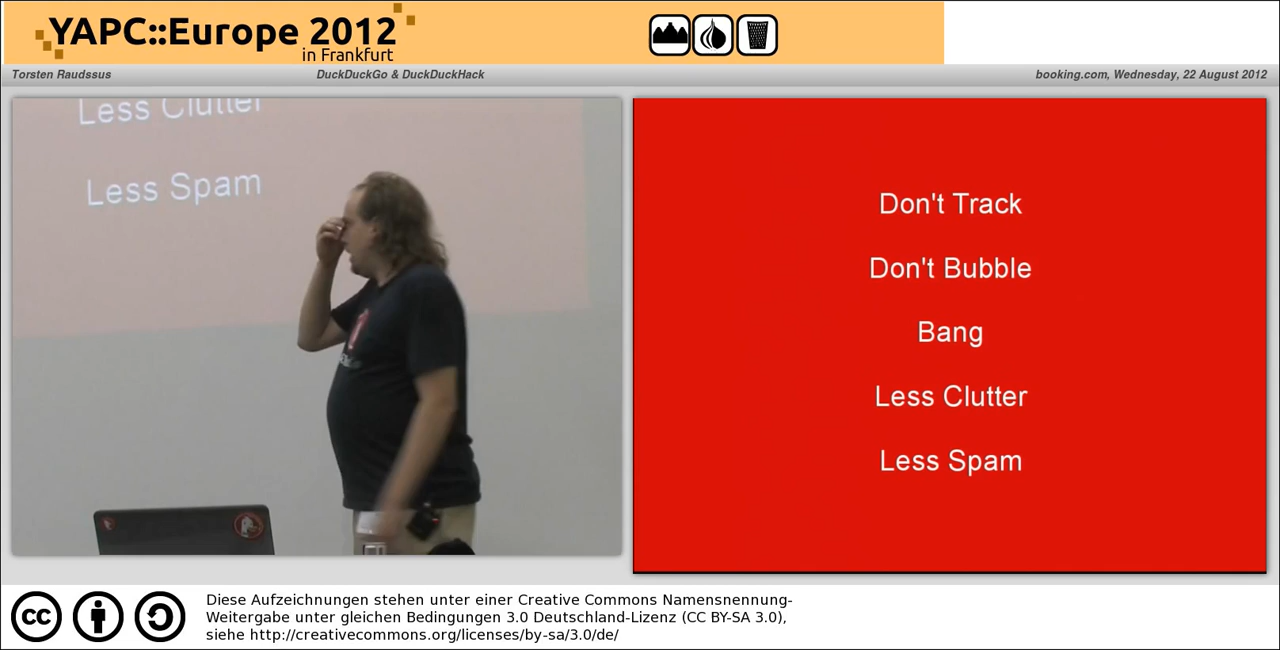 YAPC::Europe 2012
in Frankfurt
Torsten Raudssus
DuckDuckGo & DuckDuckHack
booking.com, Wednesday, 22 August 2012
Less Clutter
Less Spam
Don't Track
Don't Bubble
Bang
Less Clutter
Less Spam
cc
Diese Aufzeichnungen stehen unter einer Creative Commons Namensnennung-
Weitergabe unter gleichen Bedingungen 3.0 Deutschland-Lizenz (CC BY-SA 3.0),
siehe http://creativecommons.org/licenses/by-sa/3.0/de/